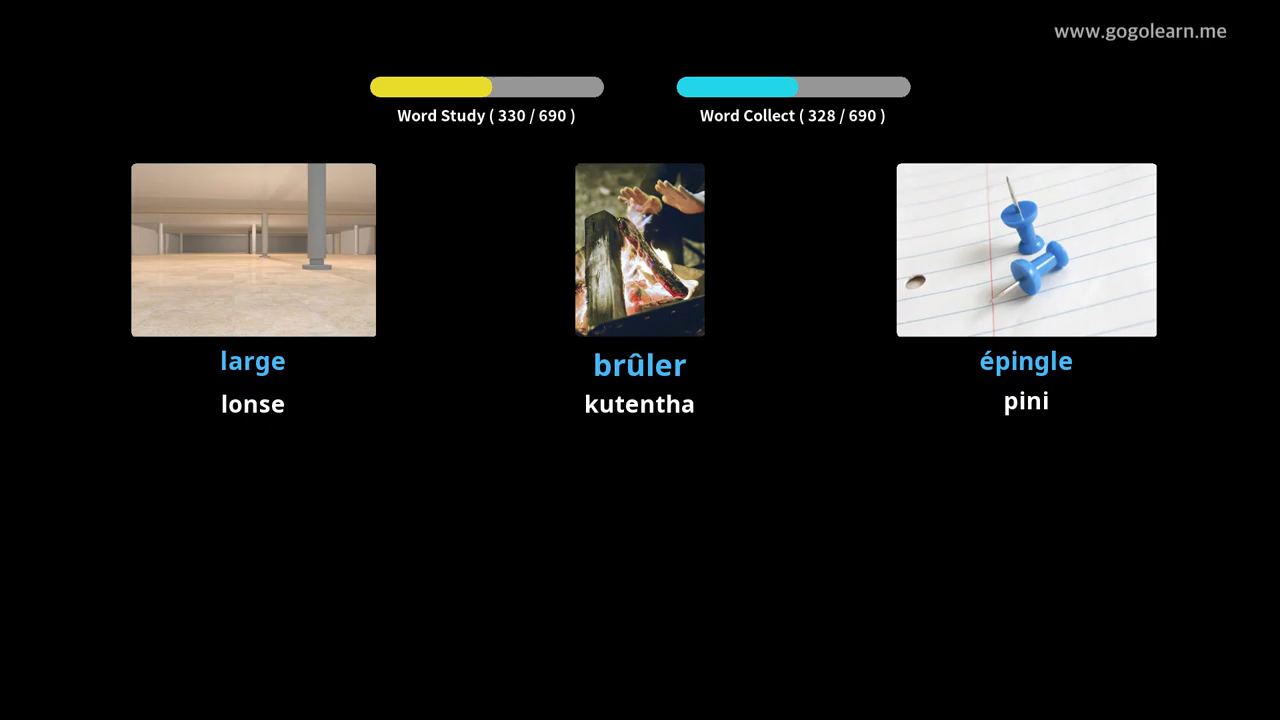 www.gogolearn.me
Word Study ( 330 / 690 )
Word Collect ( 328 / 690 )
large
brûler
épingle
lonse
kutentha
pini